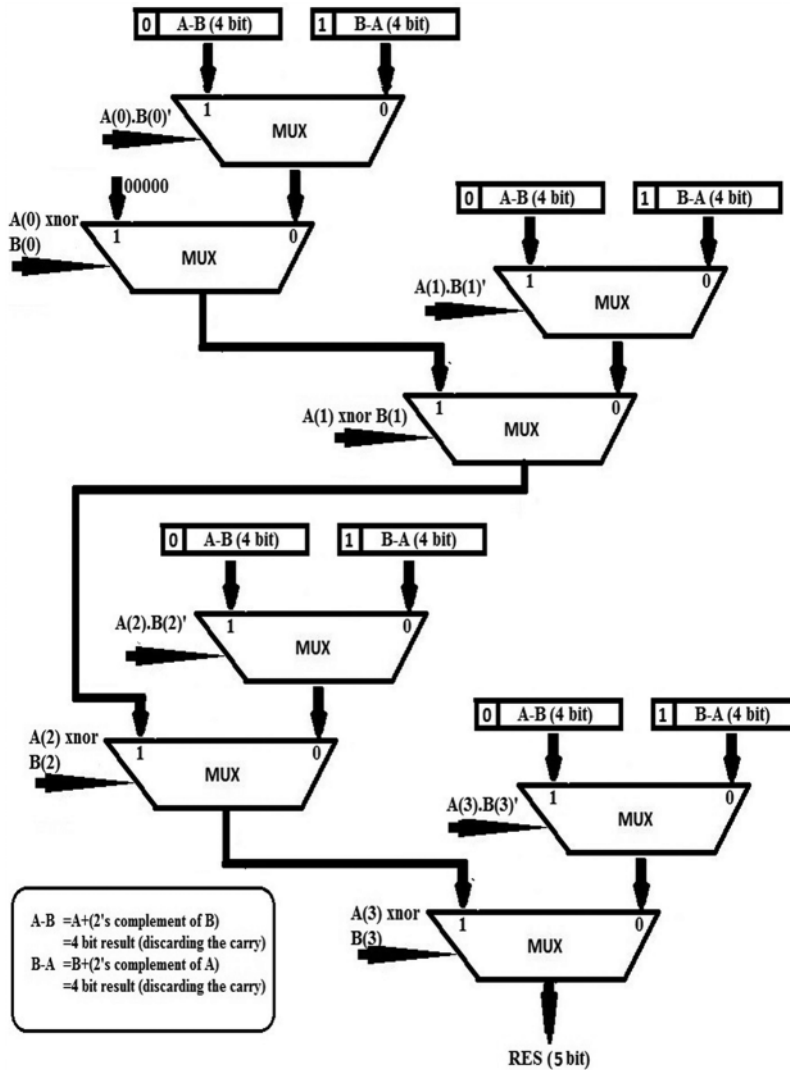 0 A-B (4 bit) 1 B-A (4 bit)
1 0
A(0).B(0)'
MUX
00000
A(0) xnor
B(0)
1 0
MUX
0 A-B (4 bit) 1 B-A (4 bit)
1 0
A(1).B(1)'
MUX
1 0
A(1) xnor B(1)
MUX
0 A-B (4 bit) 1 B-A (4 bit)
1 0
A(2).B(2)'
MUX
A(2) xnor
B(2)
1 0
MUX
0 A-B (4 bit) 1 B-A (4 bit)
1 0
A(3).B(3)'
MUX
A(3) xnor
B(3)
1 0
MUX
RES (5 bit)
A-B =A+(2's complement of B)
=4 bit result (discarding the carry)
B-A =B+(2's complement of A)
=4 bit result (discarding the carry)